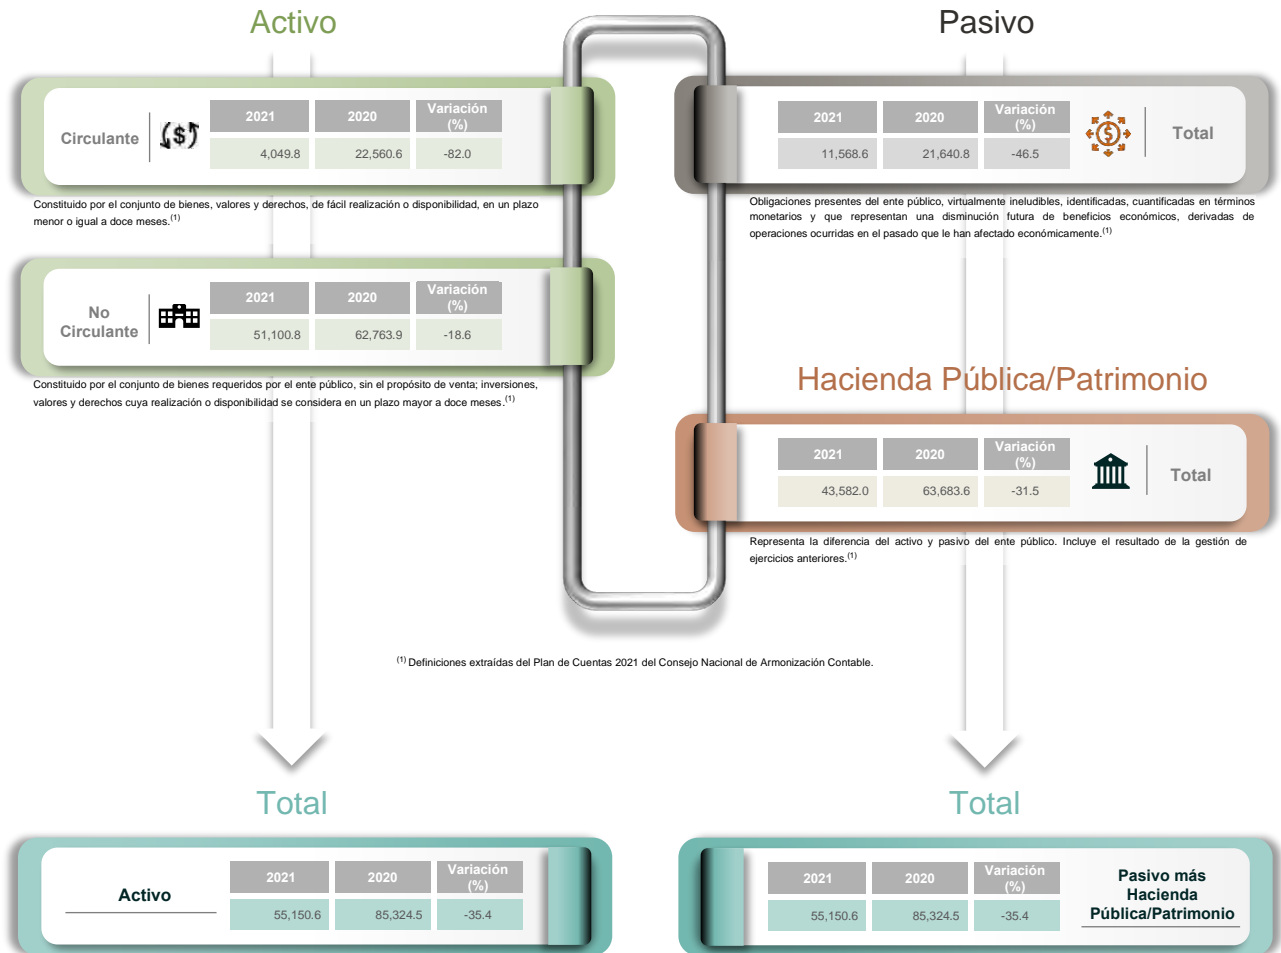 Activo
Circulante
2021 2020 Variación (%)
4,049.8 22,560.6 -82.0
Constituido por el conjunto de bienes, valores y derechos, de fácil realización o disponibilidad, en un plazo
menor o igual a doce meses.(1)
No
Circulante
2021 2020 Variación (%)
51,100.8 62,763.9 -18.6
Constituido por el conjunto de bienes requeridos por el ente público, sin el propósito de venta; inversiones,
valores y derechos cuya realización o disponibilidad se considera en un plazo mayor a doce meses.(1)
Pasivo
2021 2020 Variación (%)
11,568.6 21,640.8 -46.5
Total
Obligaciones presentes del ente público, virtualmente ineludibles, identificadas, cuantificadas en términos
monetarios y que representan una disminución futura de beneficios económicos, derivadas de
operaciones ocurridas en el pasado que le han afectado económicamente.(1)
Hacienda Pública/Patrimonio
2021 2020 Variación (%)
43,582.0 63,683.6 -31.5
Total
Representa la diferencia del activo y pasivo del ente público. Incluye el resultado de la gestión de
ejercicios anteriores.(1)
(1) Definiciones extraídas del Plan de Cuentas 2021 del Consejo Nacional de Armonización Contable.
Total
Activo
2021 2020 Variación (%)
55,150.6 85,324.5 -35.4
Total
2021 2020 Variación (%)
55,150.6 85,324.5 -35.4
Pasivo más
Hacienda
Pública/Patrimonio